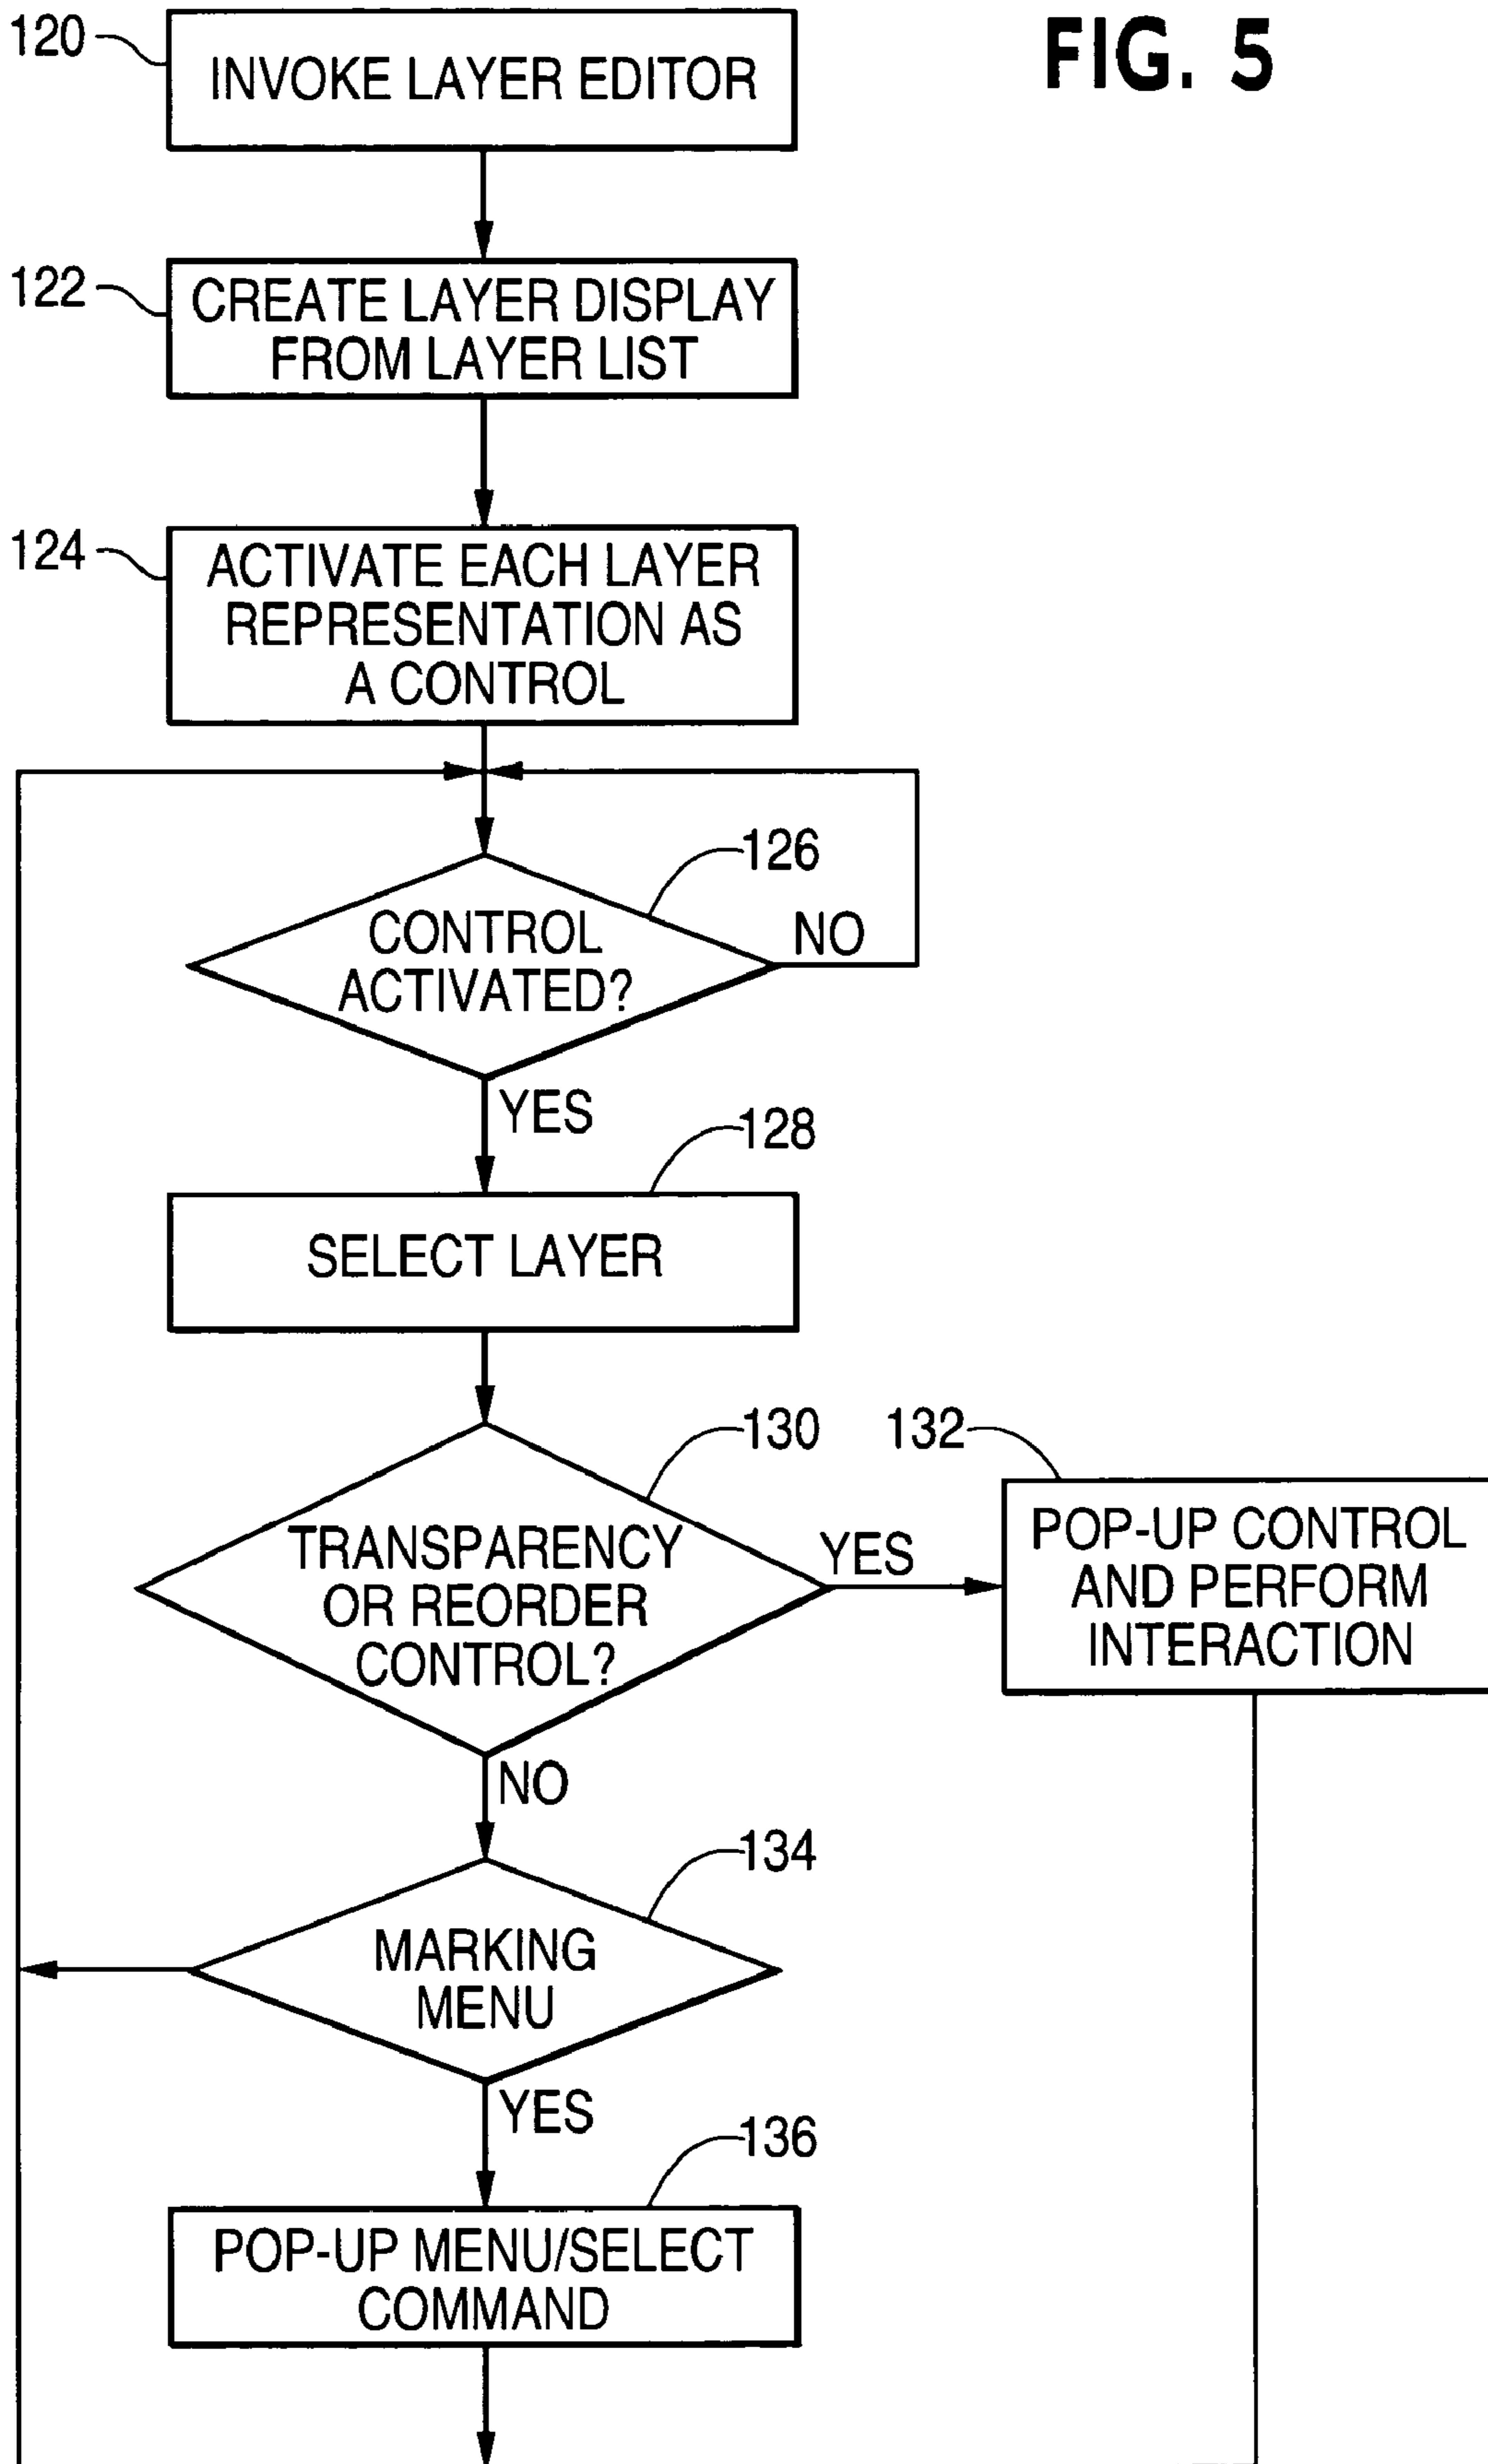 FIG. 5
120
INVOKE LAYER EDITOR
122
CREATE LAYER DISPLAY
FROM LAYER LIST
124
ACTIVATE EACH LAYER
REPRESENTATION AS
A CONTROL
126
CONTROL
ACTIVATED?
NO
YES
128
SELECT LAYER
130
TRANSPARENCY
OR REORDER
CONTROL?
YES
132
POP-UP CONTROL
AND PERFORM
INTERACTION
NO
134
MARKING
MENU
YES
136
POP-UP MENU/SELECT
COMMAND